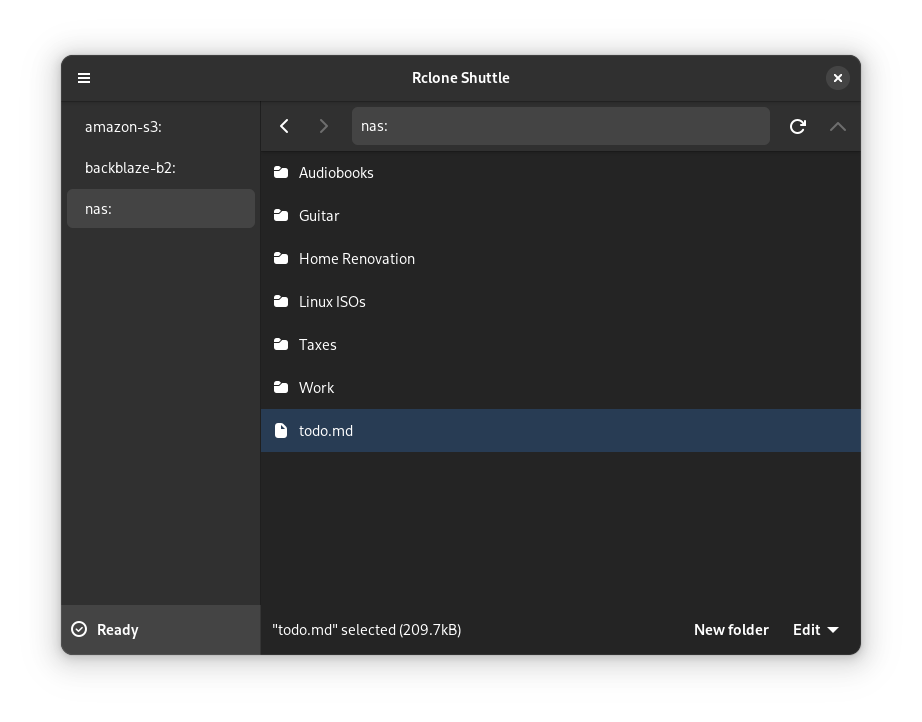 Rclone Shuttle
amazon-s3:
backblaze-b2:
nas:
nas:
Audiobooks
Guitar
Home Renovation
Linux ISOs
Taxes
Work
todo.md
Ready
"todo.md" selected (209.7kB)
New folder
Edit